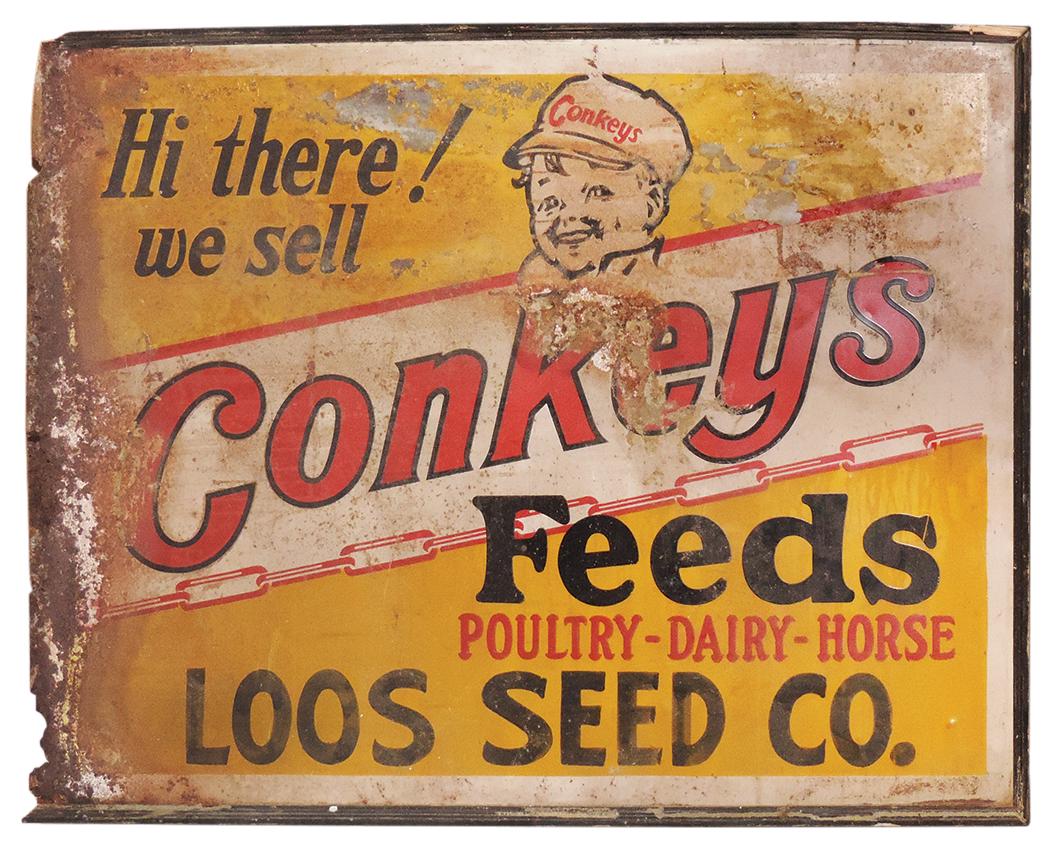 Hi there!
we sell
Conkeys
Conkeys
Feeds
POULTRY-DAIRY-HORSE
LOOS SEED CO.